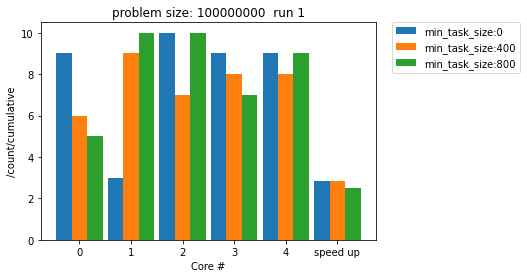 problem size: 100000000  run 1
min_task_size:0
min_task_size:400
min_task_size:800
/count/cumulative
10
8
6
4
2
0
0 1 2 3 4 speed up
Core #